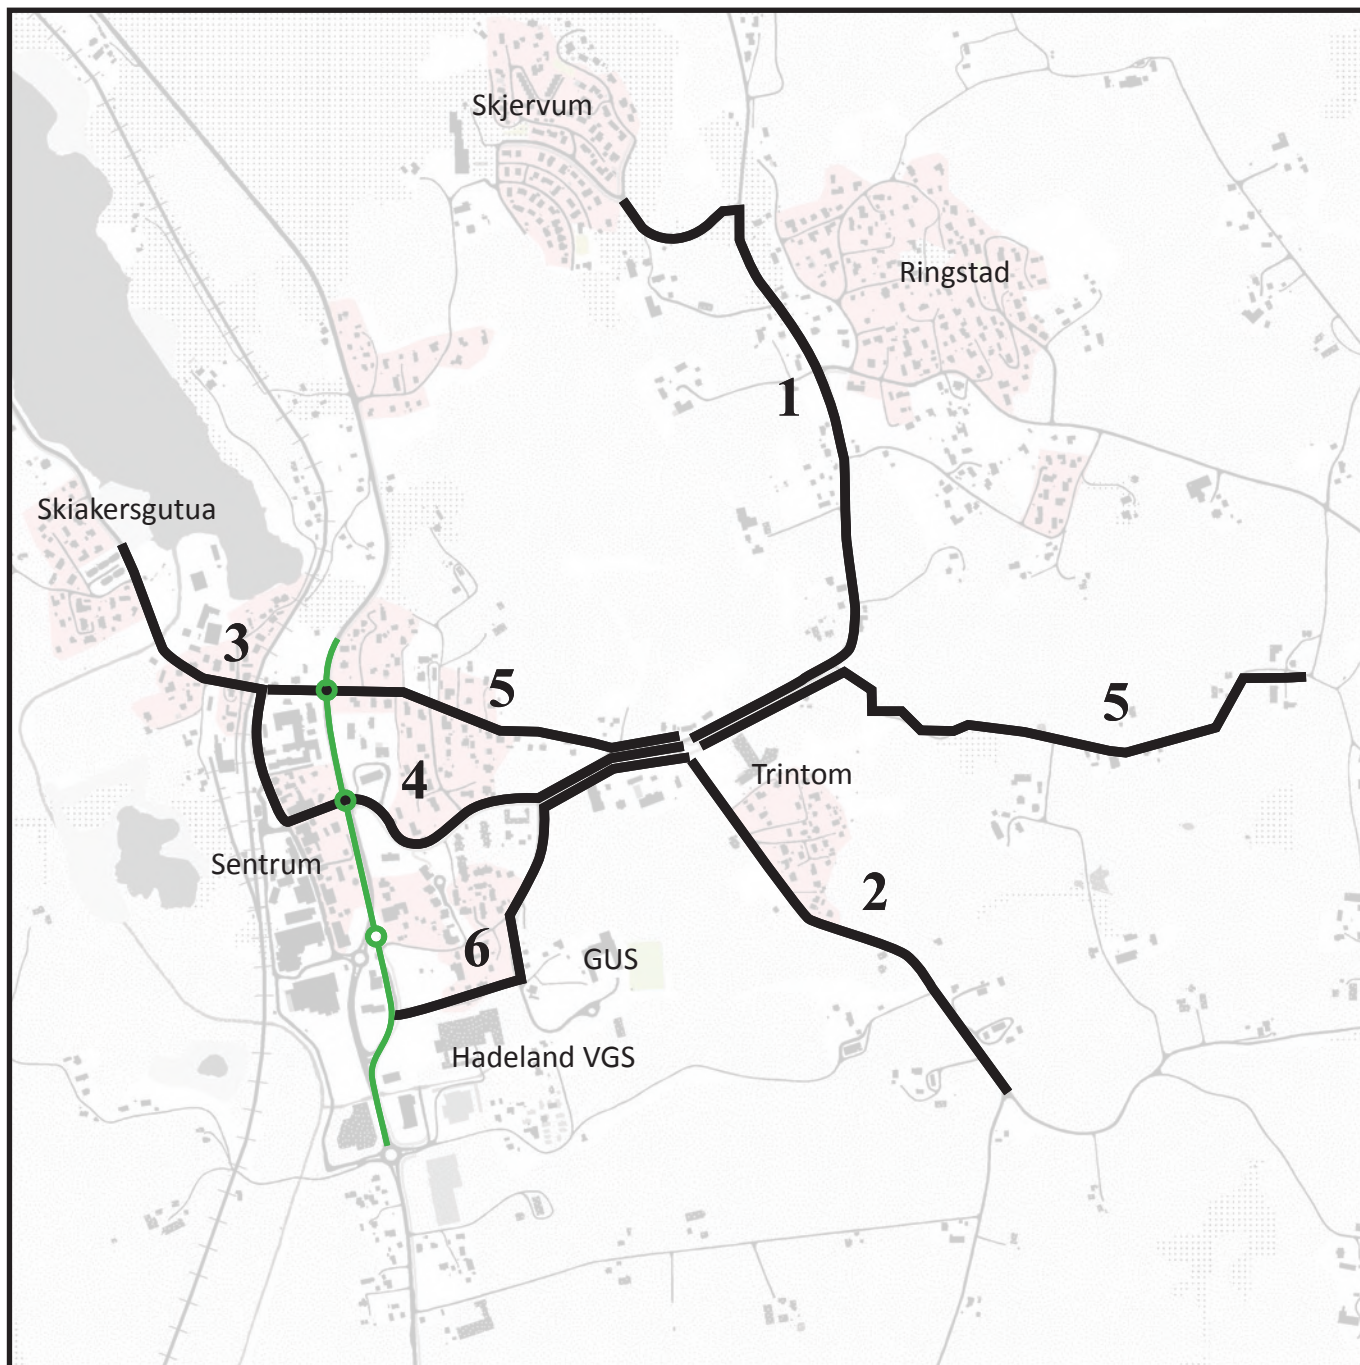 Skjervum
Ringstad
1
Skiakersgutua
3
5
5
Trintom
4
Sentrum
2
6
GUS
Hadeland VGS